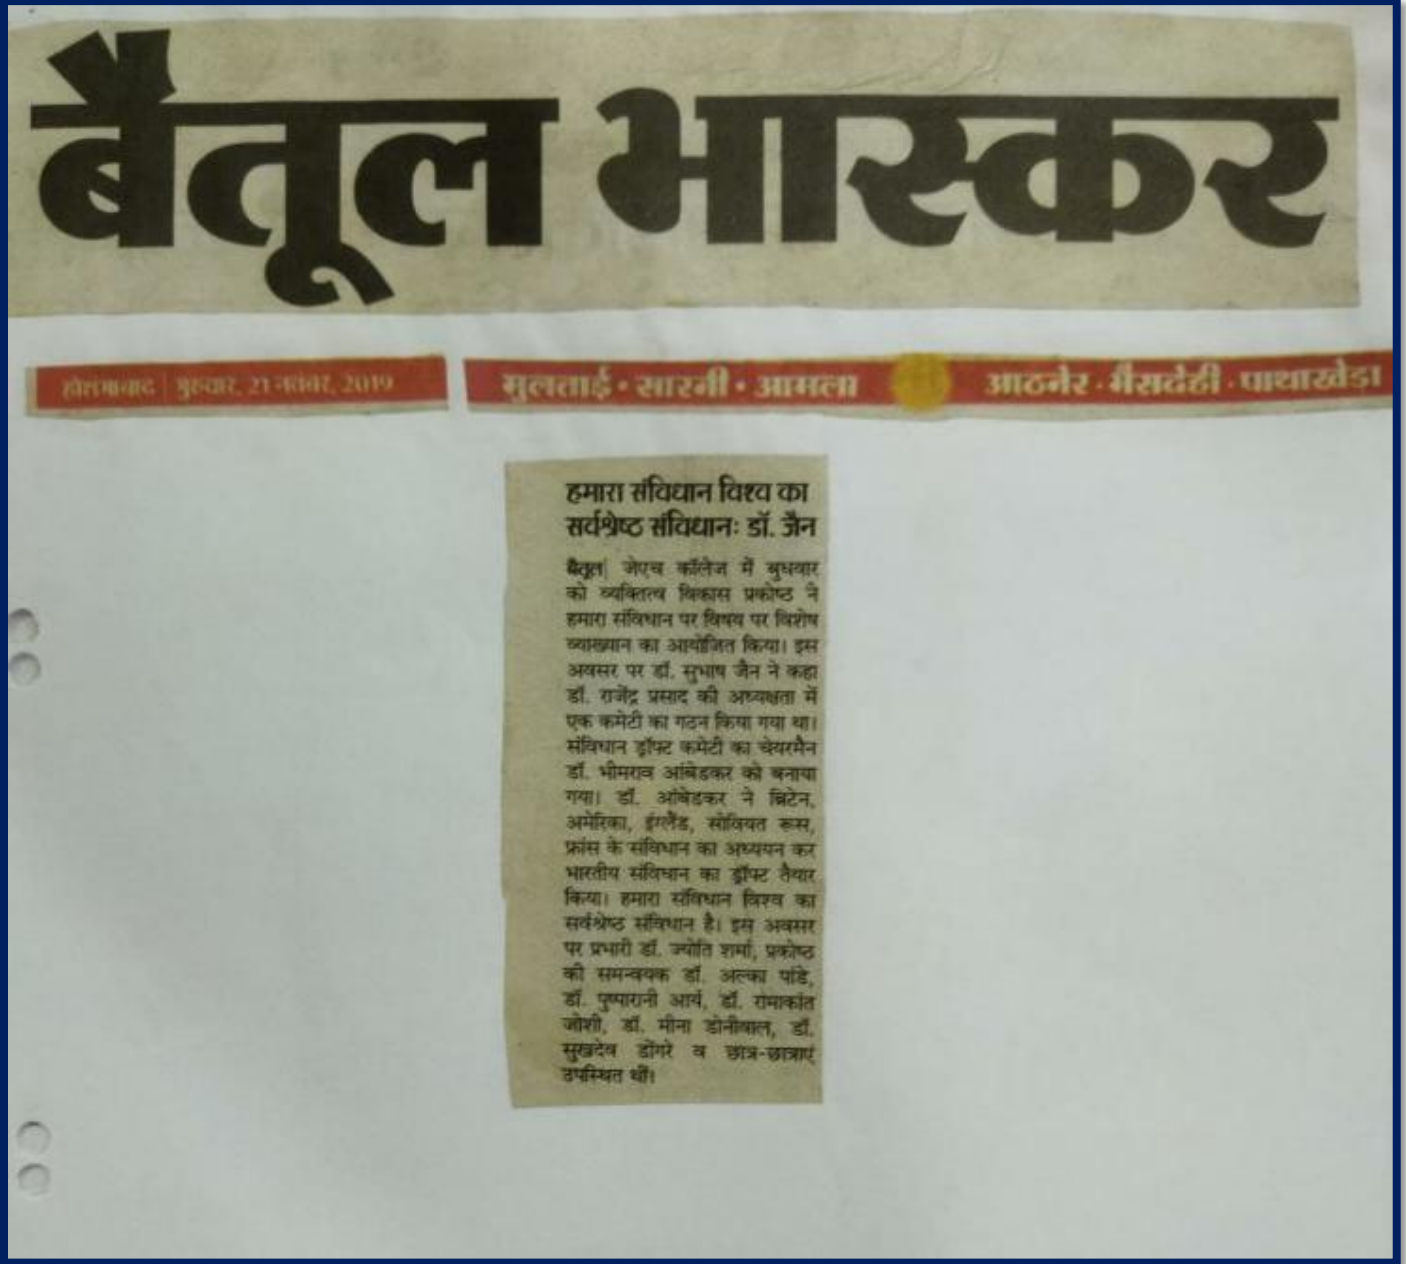 बैतूल भास्कर
होशंगाबाद | गुरुवार, 21 नवंबर, 2019
मुलताई • सारनी • आमला आठनेर • भैंसदेही • पाथाखेड़ा
हमारा संविधान विश्व का
सर्वश्रेष्ठ संविधानः डॉ. जैन
बैतूल| जेएच कॉलेज में बुधवार
को व्यक्तित्व विकास प्रकोष्ठ ने
हमारा संविधान पर विषय पर विशेष
व्याख्यान का आयोजित किया। इस
अवसर पर डॉ. सुभाष जैन ने कहा
डॉ. राजेंद्र प्रसाद की अध्यक्षता में
एक कमेटी का गठन किया गया था।
संविधान ड्रॉफ्ट कमेटी का चेयरमैन
डॉ. भीमराव आंबेडकर को बनाया
गया। डॉ. आंबेडकर ने ब्रिटेन,
अमेरिका, इंग्लैंड, सोवियत रूस,
फ्रांस के संविधान का अध्ययन कर
भारतीय संविधान का ड्रॉफ्ट तैयार
किया। हमारा संविधान विश्व का
सर्वश्रेष्ठ संविधान है। इस अवसर
पर प्रभारी डॉ. ज्योति शर्मा, प्रकोष्ठ
की समन्वयक डॉ. अल्का पांडे,
डॉ. पुष्पारानी आर्य, डॉ. रामाकांत
जोशी, डॉ. मीना डोनीवाल, डॉ.
सुखदेव डोंगरे व छात्र-छात्राएं
उपस्थित थीं।